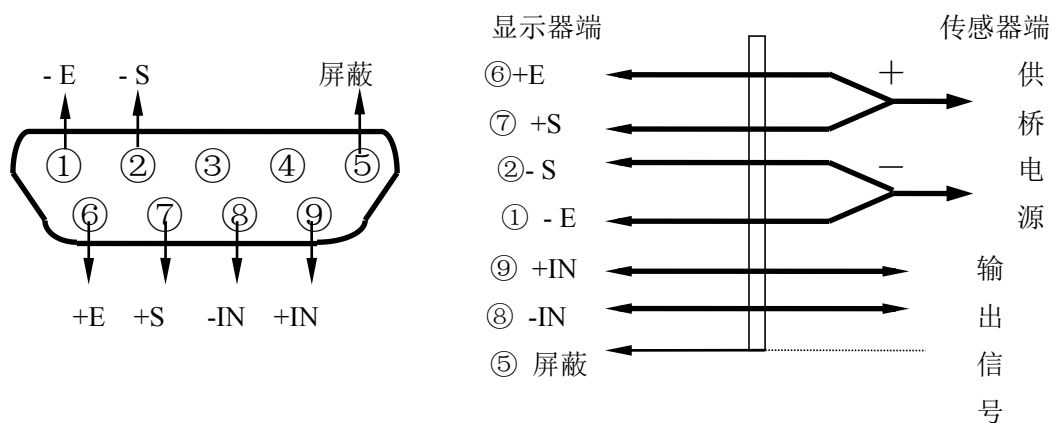 - E - S 屏蔽
① ② ③ ④ ⑤
⑥ ⑦ ⑧ ⑨
+E +S -IN +IN
显示器端 传感器端
⑥+E
⑦ +S
②- S
① - E
⑨ +IN
⑧ -IN
⑤ 屏蔽
+
-
供桥电源
输出信号